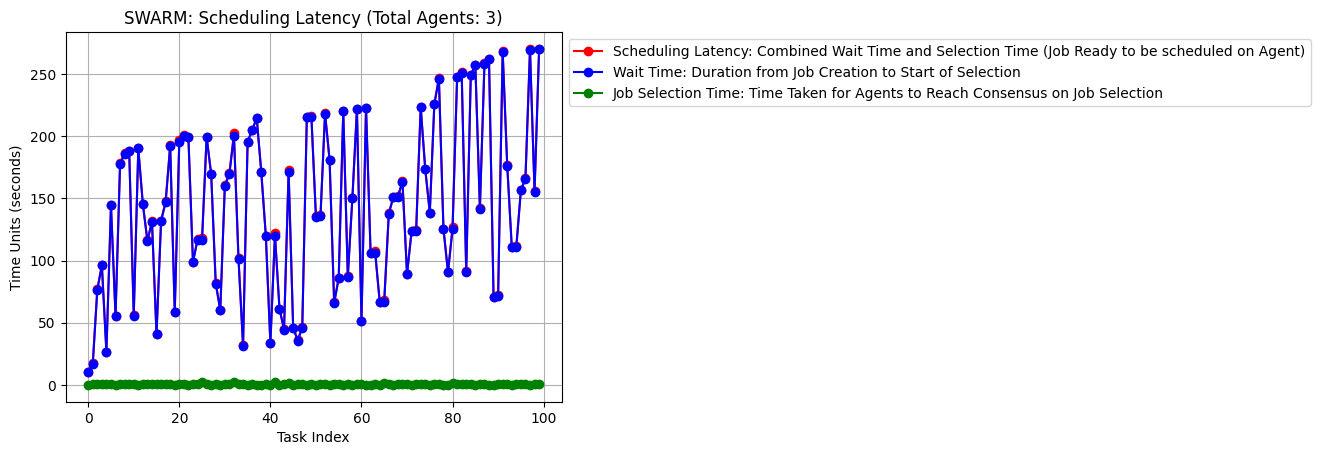 SWARM: Scheduling Latency (Total Agents: 3)
Scheduling Latency: Combined Wait Time and Selection Time (Job Ready to be scheduled on Agent)
Wait Time: Duration from Job Creation to Start of Selection
Job Selection Time: Time Taken for Agents to Reach Consensus on Job Selection
Time Units (seconds)
250
200
150
100
50
0
0 20 40 60 80 100
Task Index